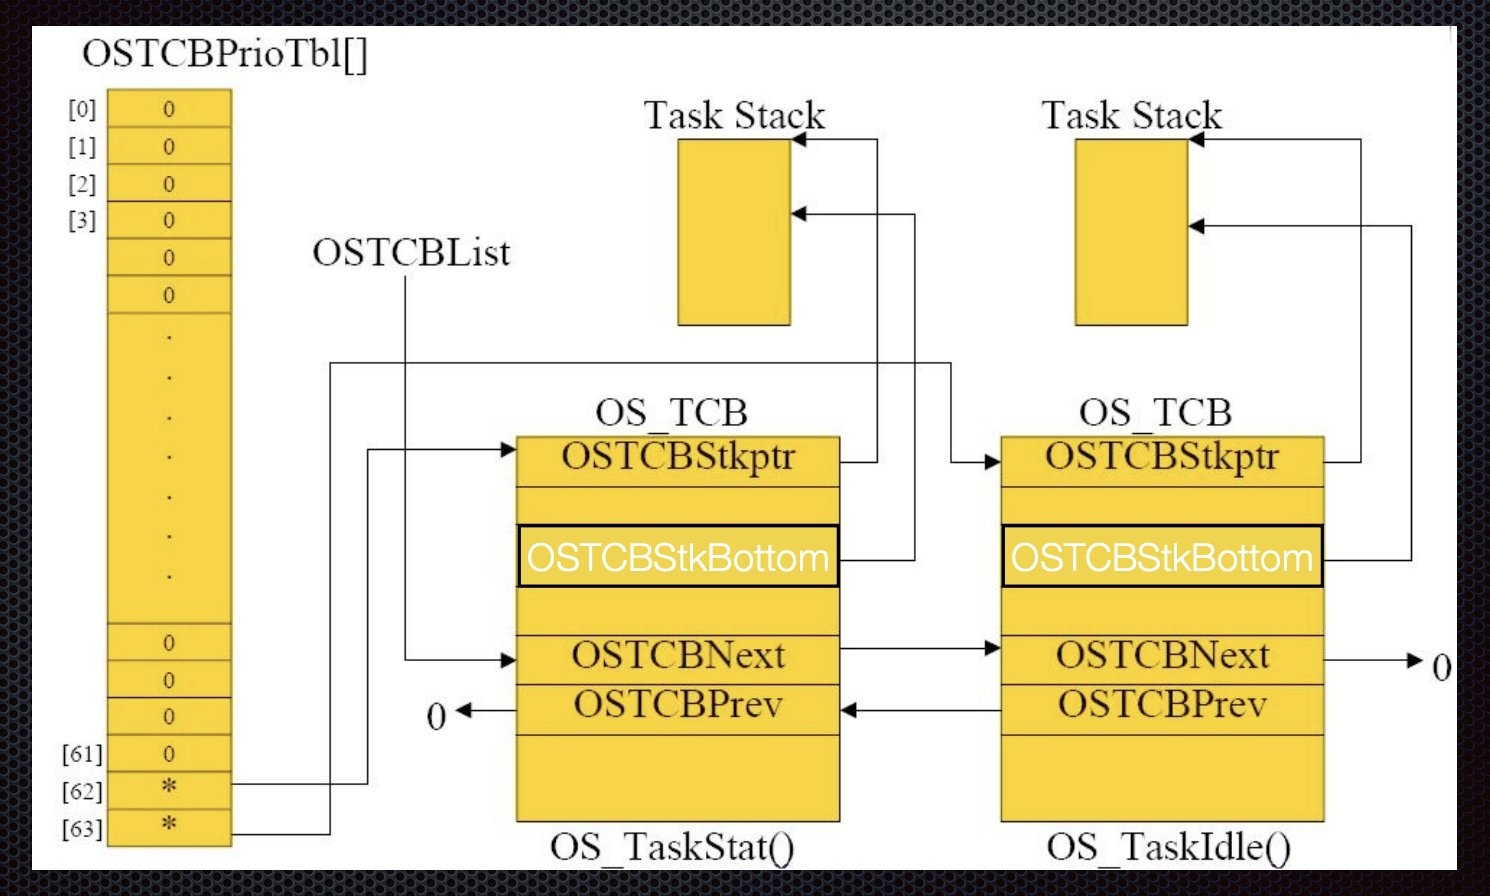 OSTCBPrioTbl[]
[0] 0
[1] 0
[2] 0
[3] 0
0
0
.
.
.
.
.
.
.
0
0
0
[61] 0
[62] *
[63] *
OSTCBList
Task Stack
Task Stack
OS_TCB
OSTCBStkptr
OSTCBStkBottom
OSTCBNext
OSTCBPrev
0
OS_TaskStat()
OS_TCB
OSTCBStkptr
OSTCBStkBottom
OSTCBNext
0
OSTCBPrev
OS_TaskIdle()